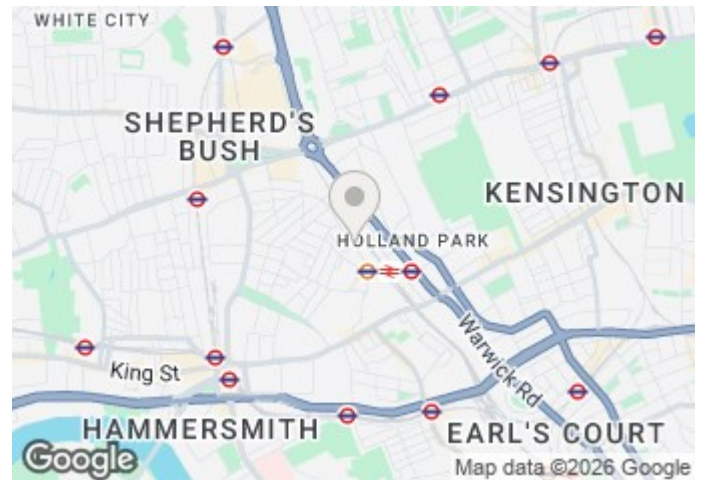 WHITE CITY
SHEPHERD'S
BUSH
KENSINGTON
HOLLAND PARK
Warwick Rd
King St
HAMMERSMITH
EARL'S COURT
Google
Map data ©2026 Google